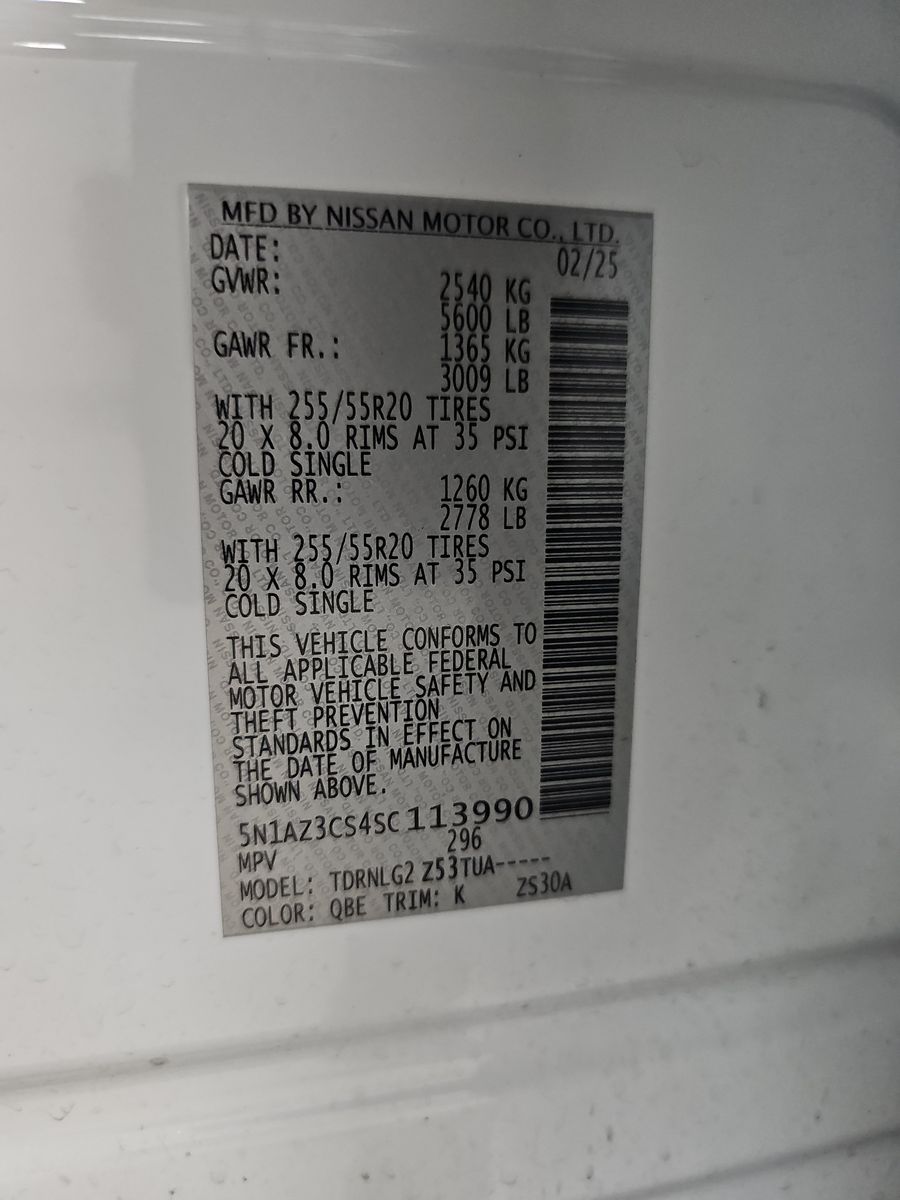 MFD BY NISSAN MOTOR CO., LTD.
DATE: 02/25
GVWR: 2540 KG
5600 LB
GAWR FR.: 1365 KG
3009 LB
WITH 255/55R20 TIRES
20 X 8.0 RIMS AT 35 PSI
COLD SINGLE
GAWR RR.: 1260 KG
2778 LB
WITH 255/55R20 TIRES
20 X 8.0 RIMS AT 35 PSI
COLD SINGLE
THIS VEHICLE CONFORMS TO
ALL APPLICABLE FEDERAL
MOTOR VEHICLE SAFETY AND
THEFT PREVENTION
STANDARDS IN EFFECT ON
THE DATE OF MANUFACTURE
SHOWN ABOVE.
5N1AZ3CS4SC113990
MPV 296
MODEL: TDRNLG2 Z53TUA-----
COLOR: QBE TRIM: K ZS30A